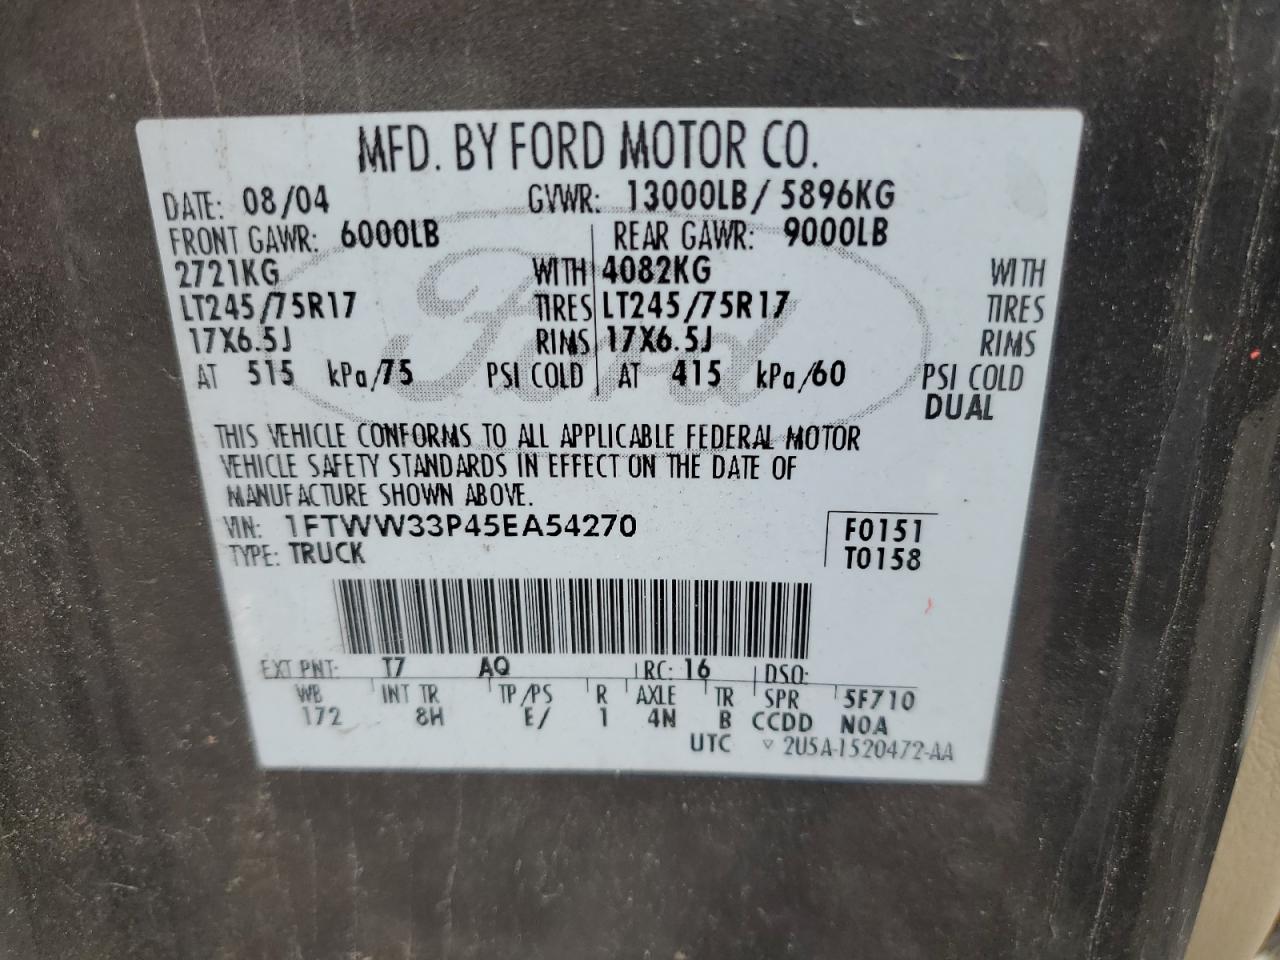 MFD. BY FORD MOTOR CO.
DATE: 08/04 GVWR: 13000LB/ 5896KG
FRONT GAWR: 6000LB REAR GAWR: 9000LB
2721KG WITH 4082KG WITH
LT245/75R17 TIRES LT245/75R17 TIRES
17X6.5J RIMS 17X6.5J RIMS
AT 515 kPa/75 PSI COLD AT 415 kPa/60 PSI COLD
DUAL
Ford
THIS VEHICLE CONFORMS TO ALL APPLICABLE FEDERAL MOTOR
VEHICLE SAFETY STANDARDS IN EFFECT ON THE DATE OF
MANUFACTURE SHOWN ABOVE.
VIN: 1FTWW33P45EA54270 F0151
TYPE: TRUCK T0158
EXT PNT: T7 AQ RC: 16 DSO:
WB INT TR TP/PS R AXLE TR SPR 5F710
172 8H E/ 1 4N B CCDD N0A
UTC ▽ 2U5A-1520472-AA